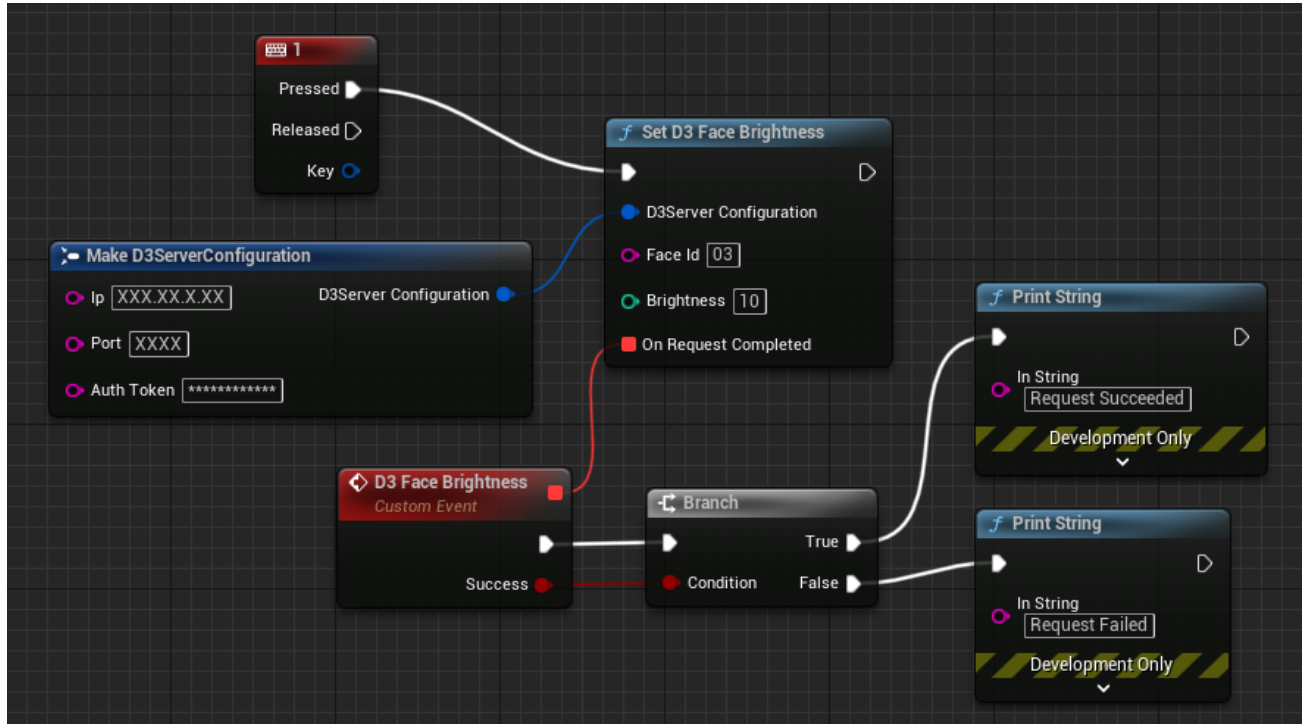 1
Pressed
Released
Key
Set D3 Face Brightness
D3Server Configuration
Face Id 03
Brightness 10
On Request Completed
Make D3ServerConfiguration
Ip XXX.XX.X.XX D3Server Configuration
Port XXXX
Auth Token ************
Print String
In String
Request Succeeded
Development Only
D3 Face Brightness
Custom Event
Success
Branch
True
Condition False
Print String
In String
Request Failed
Development Only